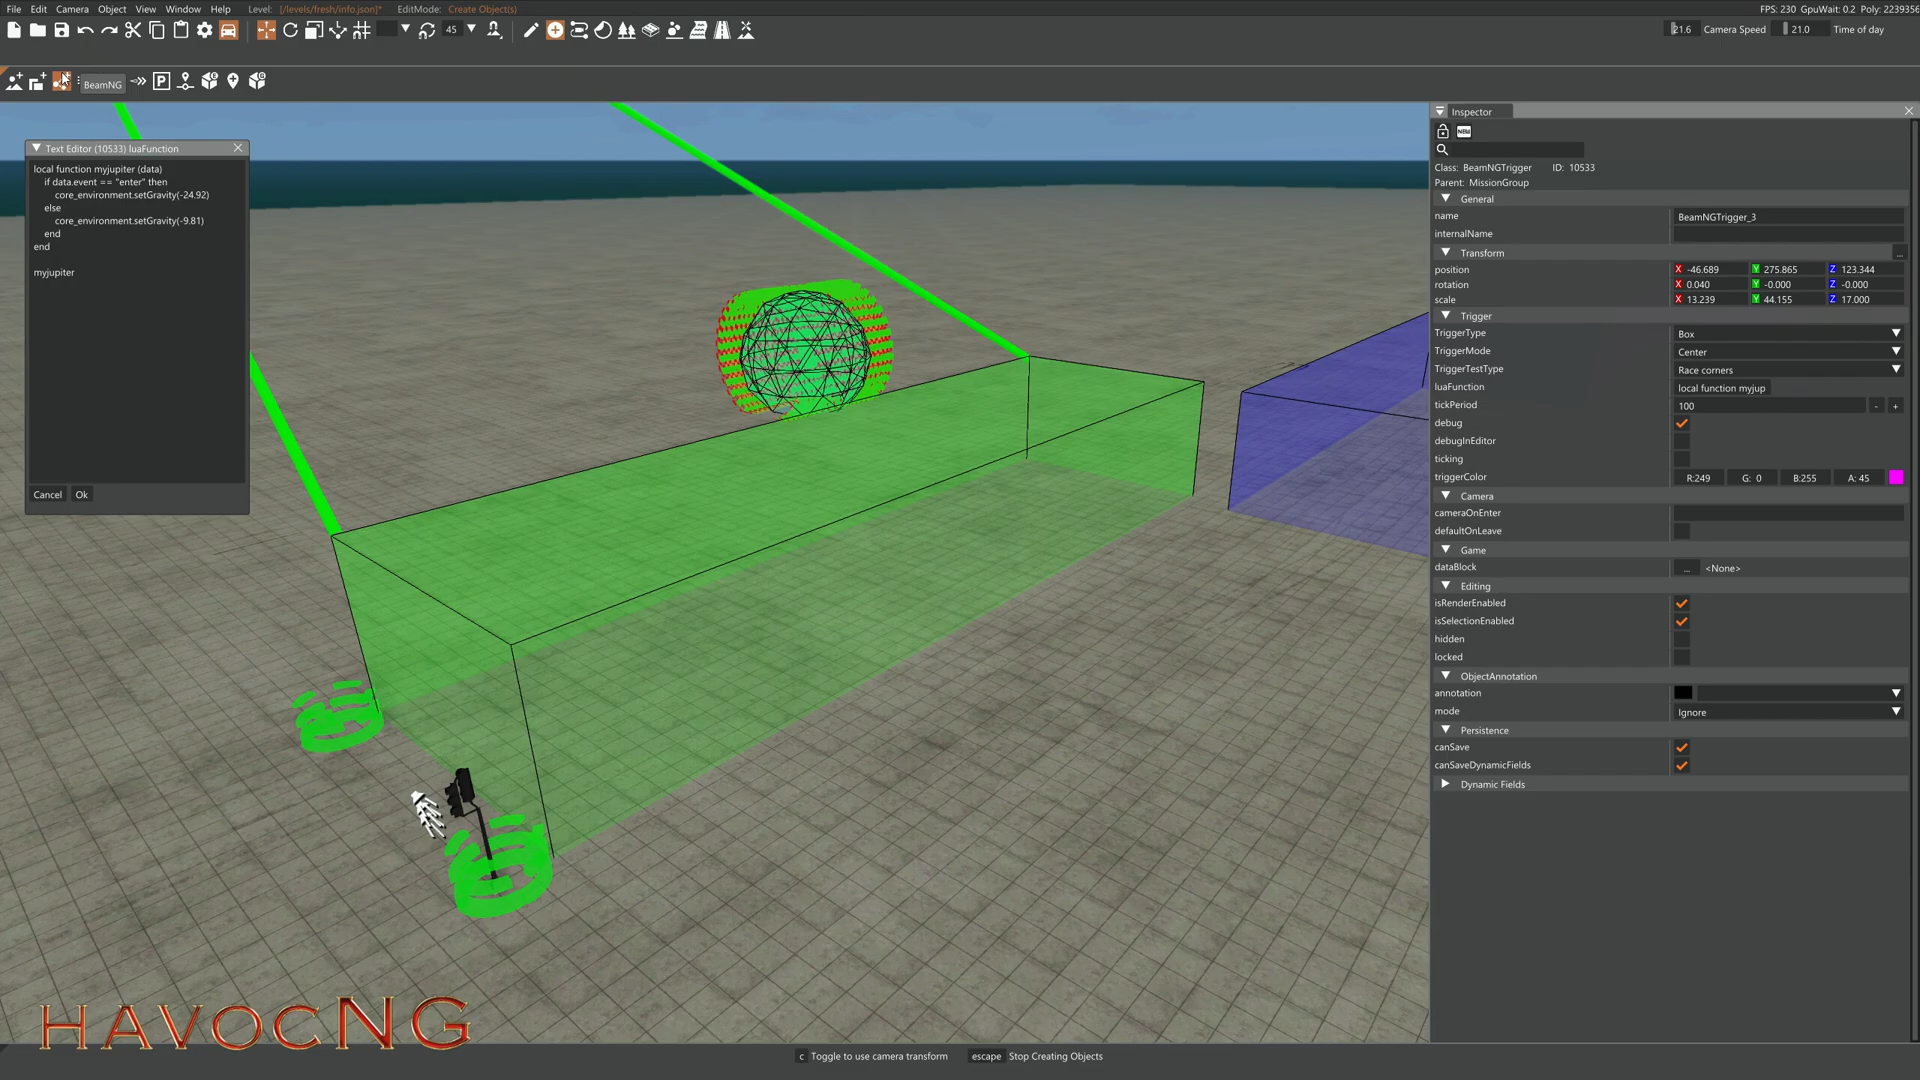 File Edit Camera Object View Window Help Level: [/levels/fresh/info.json]* EditMode: Create Object(s) FPS: 230 GpuWait: 0.2 Poly: 2239356
45 21.6 Camera Speed 21.0 Time of day
BeamNG
Text Editor (10533) luaFunction
local function myjupiter (data)
if data.event == "enter" then
core_environment.setGravity(-24.92)
else
core_environment.setGravity(-9.81)
end
end
myjupiter
Cancel Ok
Inspector
NEW
Class: BeamNGTrigger ID: 10533
Parent: MissionGroup
General
name BeamNGTrigger_3
internalName
Transform ...
position X -46.689 Y 275.865 Z 123.344
rotation X 0.040 Y -0.000 Z -0.000
scale X 13.239 Y 44.155 Z 17.000
Trigger
TriggerType Box
TriggerMode Center
TriggerTestType Race corners
luaFunction local function myjup
tickPeriod 100 - +
debug
debugInEditor
ticking
triggerColor R:249 G: 0 B:255 A: 45
Camera
cameraOnEnter
defaultOnLeave
Game
dataBlock ... <None>
Editing
isRenderEnabled
isSelectionEnabled
hidden
locked
ObjectAnnotation
annotation
mode Ignore
Persistence
canSave
canSaveDynamicFields
Dynamic Fields
HAVOCNG
c Toggle to use camera transform escape Stop Creating Objects